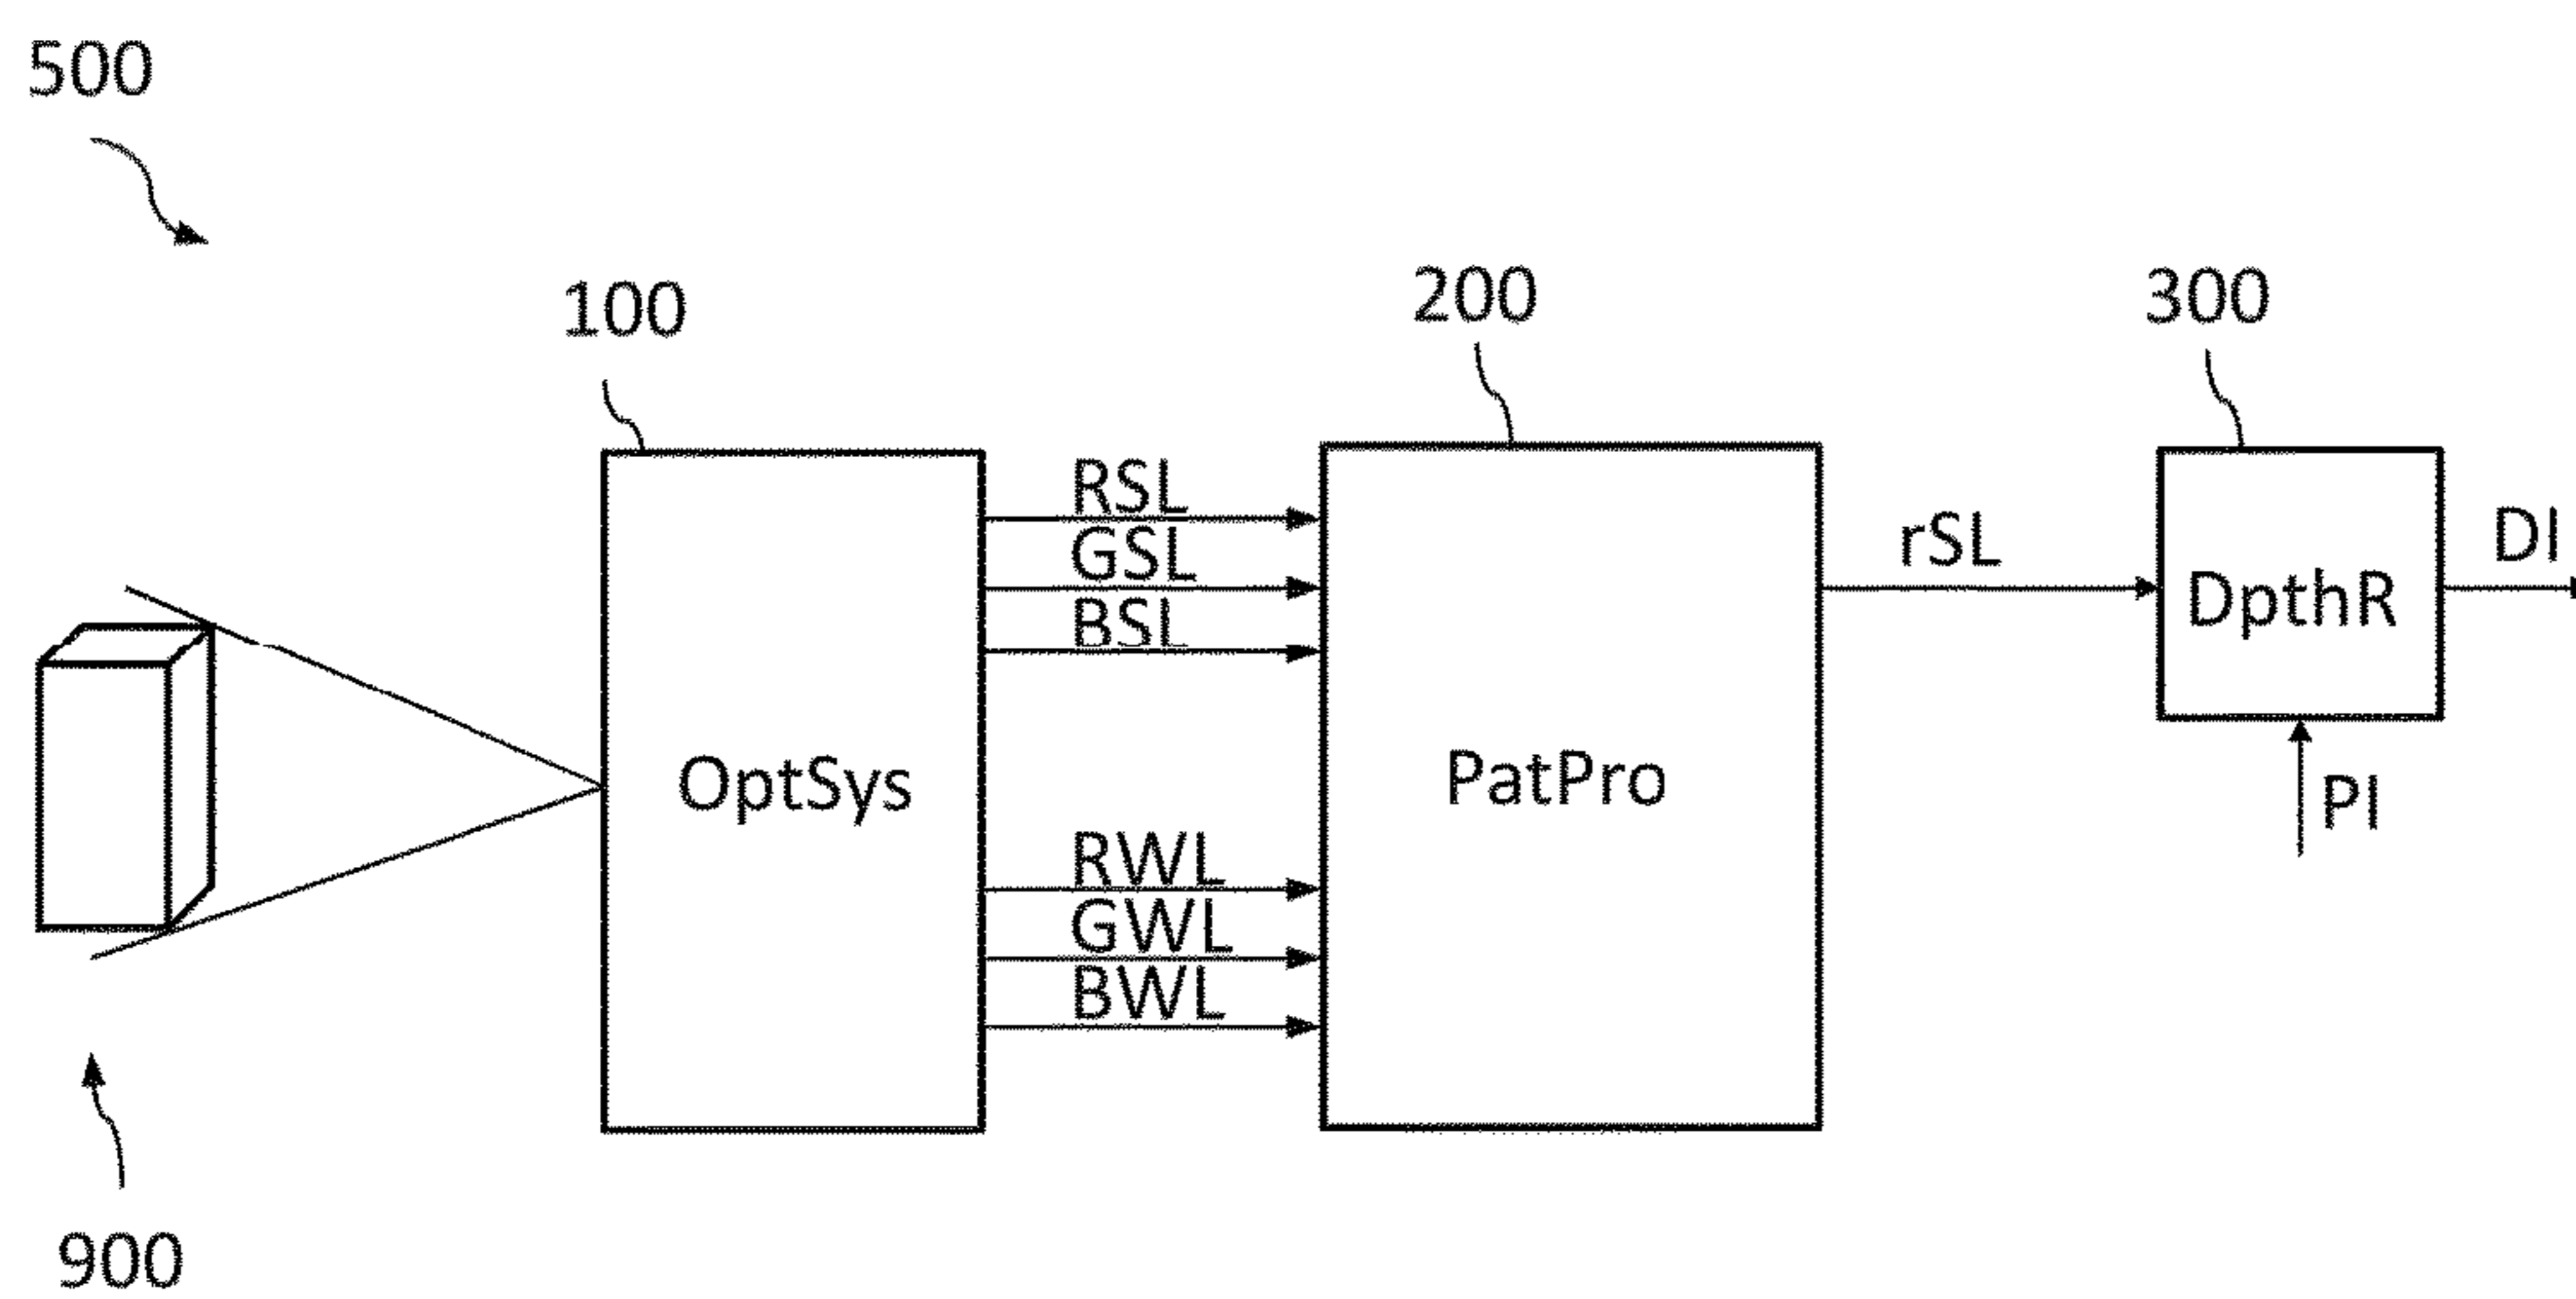 500
100
200
300
RSL
GSL
BSL
rSL
DI
DpthR
OptSys
PatPro
PI
RWL
GWL
BWL
900